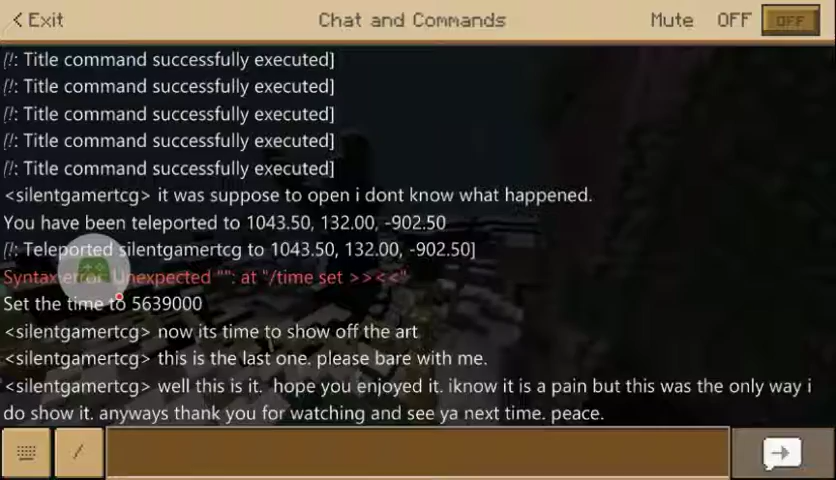 < Exit Chat and Commands Mute OFF OFF
[!: Title command successfully executed]
[!: Title command successfully executed]
[!: Title command successfully executed]
[!: Title command successfully executed]
[!: Title command successfully executed]
<silentgamertcg> it was suppose to open i dont know what happened.
You have been teleported to 1043.50, 132.00, -902.50
[!: Teleported silentgamertcg to 1043.50, 132.00, -902.50]
Syntax error: Unexpected "": at "/time set >><<"
Set the time to 5639000
<silentgamertcg> now its time to show off the art
<silentgamertcg> this is the last one. please bare with me.
<silentgamertcg> well this is it. hope you enjoyed it. iknow it is a pain but this was the only way i
do show it. anyways thank you for watching and see ya next time. peace.
/